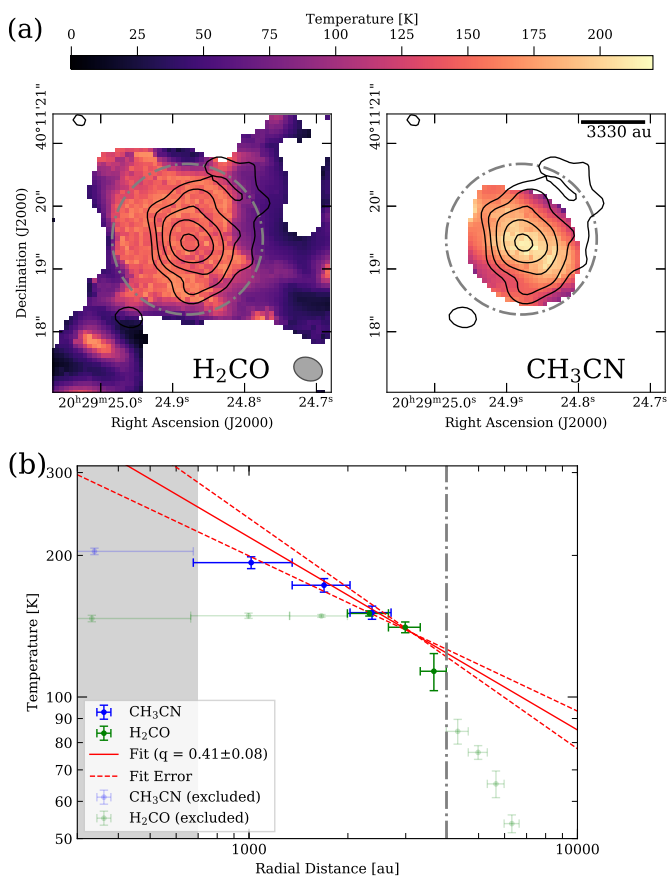 (a)
Temperature [K]
0 25 50 75 100 125 150 175 200
40°11'21"
20"
19"
18"
Declination (J2000)
H₂CO
20ʰ29ᵐ25.0ˢ 24.9ˢ 24.8ˢ 24.7ˢ
Right Ascension (J2000)
40°11'21"
20"
19"
18"
3330 au
CH₃CN
20ʰ29ᵐ25.0ˢ 24.9ˢ 24.8ˢ 24.7ˢ
Right Ascension (J2000)
(b)
300
200
100
90
80
70
60
50
Temperature [K]
CH₃CN
H₂CO
Fit (q = 0.41±0.08)
Fit Error
CH₃CN (excluded)
H₂CO (excluded)
1000 10000
Radial Distance [au]